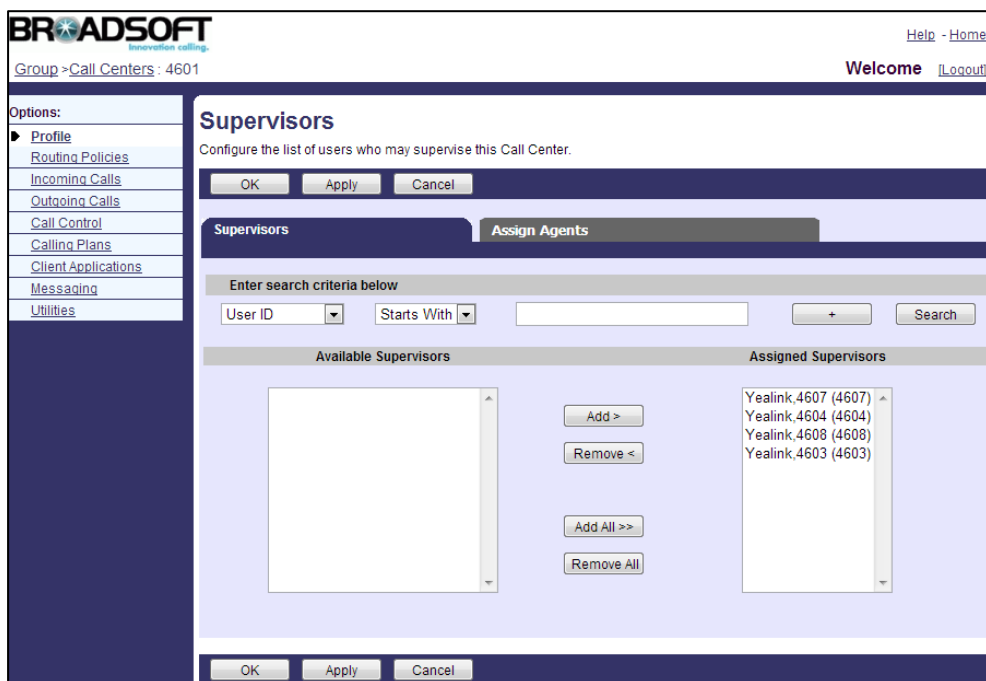 BROADSOFT
Innovation calling.
Help - Home
Group >Call Centers : 4601
Welcome [Logout]
Options:
Profile
Routing Policies
Incoming Calls
Outgoing Calls
Call Control
Calling Plans
Client Applications
Messaging
Utilities
Supervisors
Configure the list of users who may supervise this Call Center.
OK Apply Cancel
Supervisors Assign Agents
Enter search criteria below
User ID Starts With + Search
Available Supervisors Assigned Supervisors
Yealink,4607 (4607)
Yealink,4604 (4604)
Yealink,4608 (4608)
Yealink,4603 (4603)
Add >
Remove <
Add All >>
Remove All
OK Apply Cancel